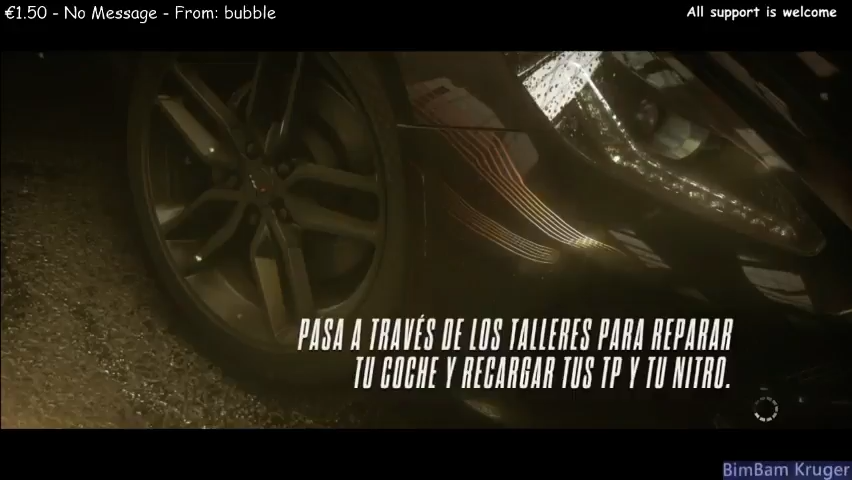 €1.50 - No Message - From: bubble
All support is welcome
PASA A TRAVÉS DE LOS TALLERES PARA REPARAR
TU COCHE Y RECARGAR TUS TP Y TU NITRO.
BimBam Kruger